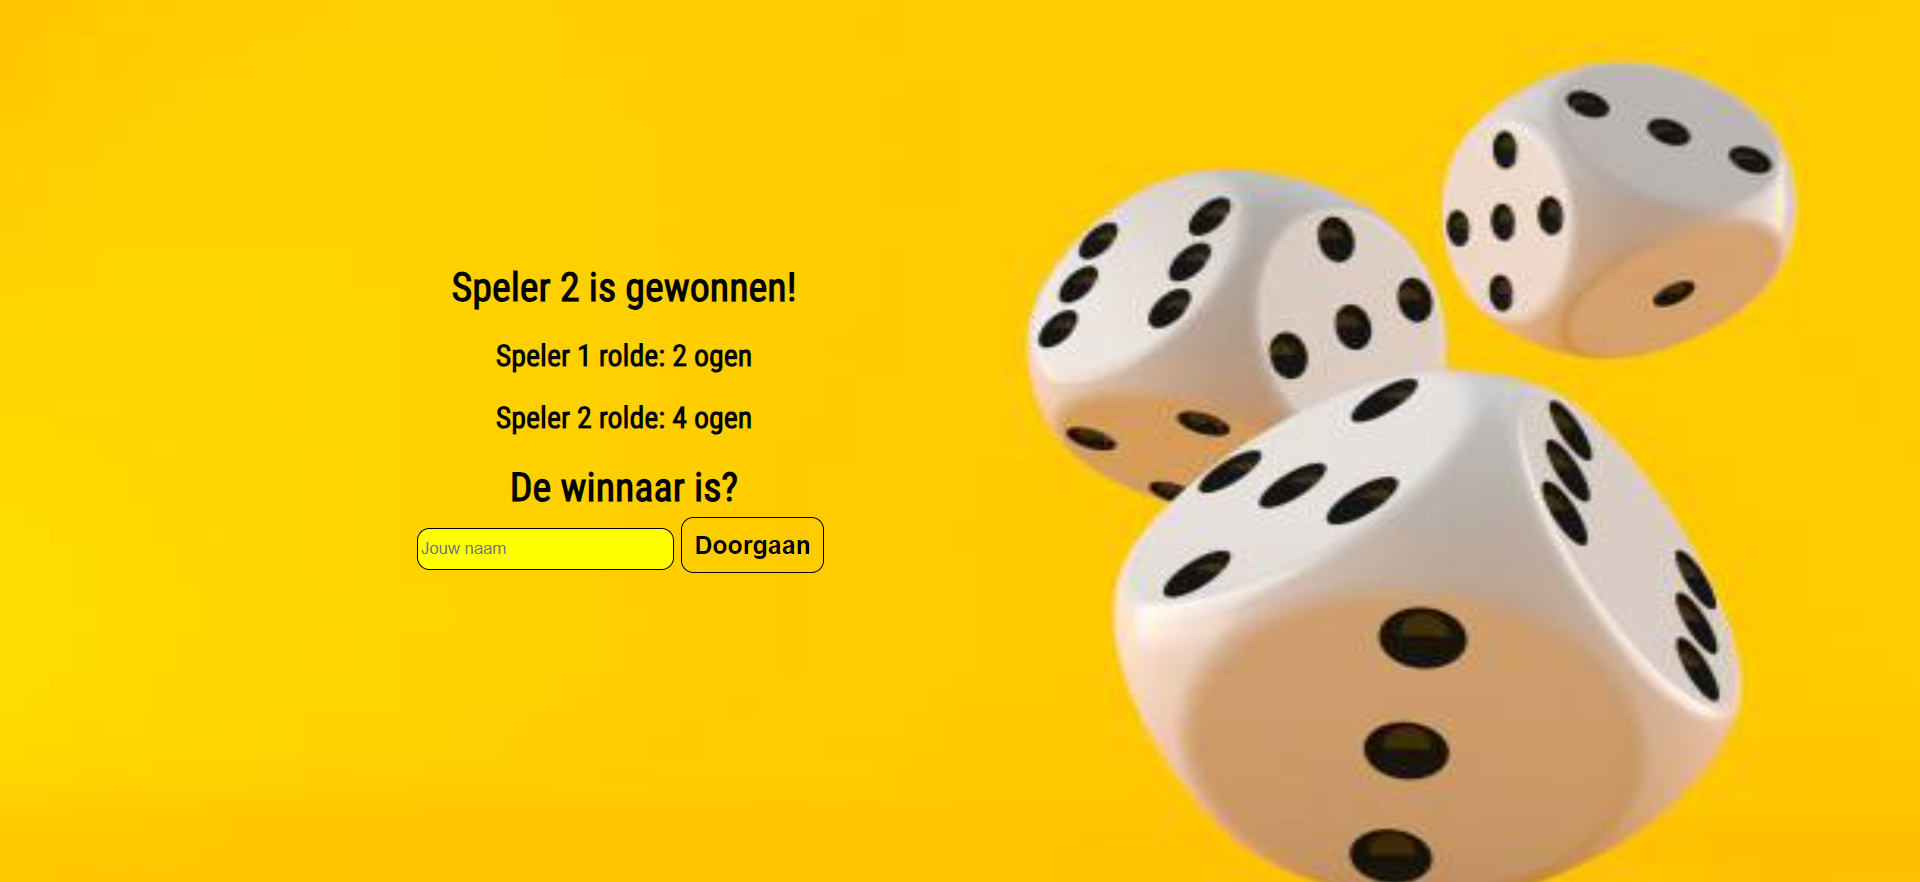 Speler 2 is gewonnen!
Speler 1 rolde: 2 ogen
Speler 2 rolde: 4 ogen
De winnaar is?
Jouw naam
Doorgaan